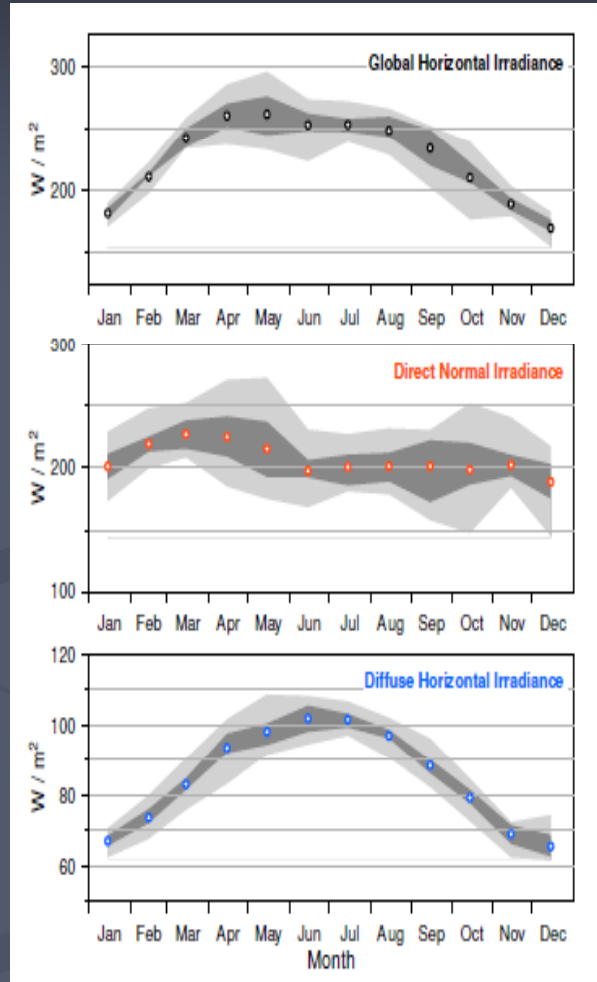 Global Horizontal Irradiance
300
200
W / m²
Jan Feb Mar Apr May Jun Jul Aug Sep Oct Nov Dec
300
Direct Normal Irradiance
200
W / m²
100
Jan Feb Mar Apr May Jun Jul Aug Sep Oct Nov Dec
120
Diffuse Horizontal Irradiance
100
W / m²
80
60
Jan Feb Mar Apr May Jun Jul Aug Sep Oct Nov Dec
Month